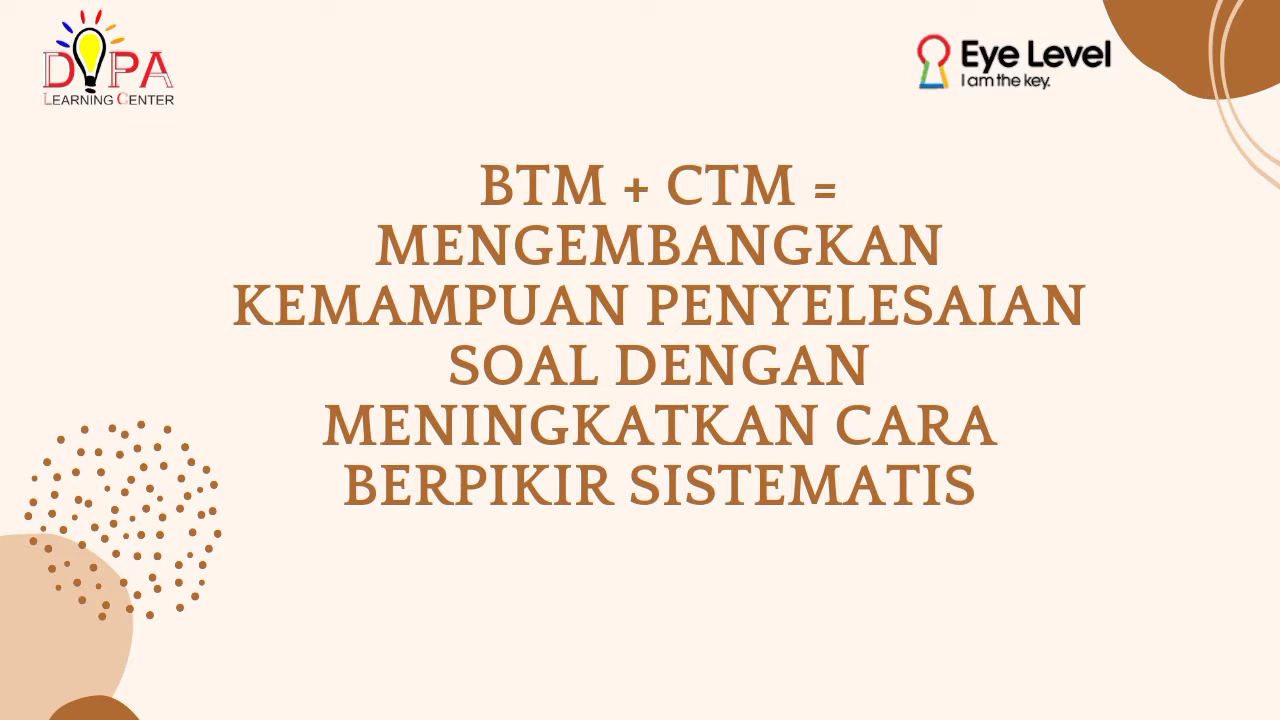 DIPA
LEARNING CENTER
Eye Level
I am the key.
BTM + CTM =
MENGEMBANGKAN
KEMAMPUAN PENYELESAIAN
SOAL DENGAN
MENINGKATKAN CARA
BERPIKIR SISTEMATIS